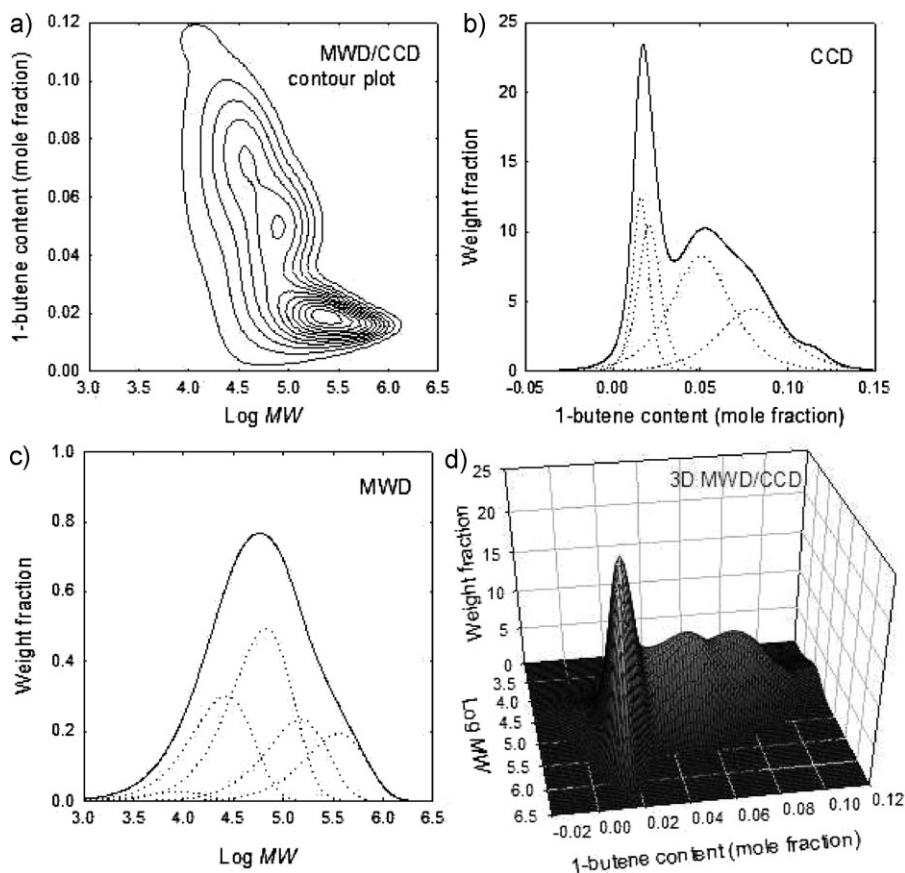 a)
MWD/CCD
contour plot
1-butene content (mole fraction)
0.12
0.10
0.08
0.06
0.04
0.02
0.00
3.0 3.5 4.0 4.5 5.0 5.5 6.0 6.5
Log MW
b)
CCD
Weight fraction
25
20
15
10
5
0
-0.05 0.00 0.05 0.10 0.15
1-butene content (mole fraction)
c)
MWD
Weight fraction
1.0
0.8
0.6
0.4
0.2
0.0
3.0 3.5 4.0 4.5 5.0 5.5 6.0 6.5
Log MW
d)
3D MWD/CCD
Weight fraction
25
20
15
10
5
0
Log MW
3.5
4.0
4.5
5.0
5.5
6.0
6.5
-0.02 0.00 0.02 0.04 0.06 0.08 0.10 0.12
1-butene content (mole fraction)